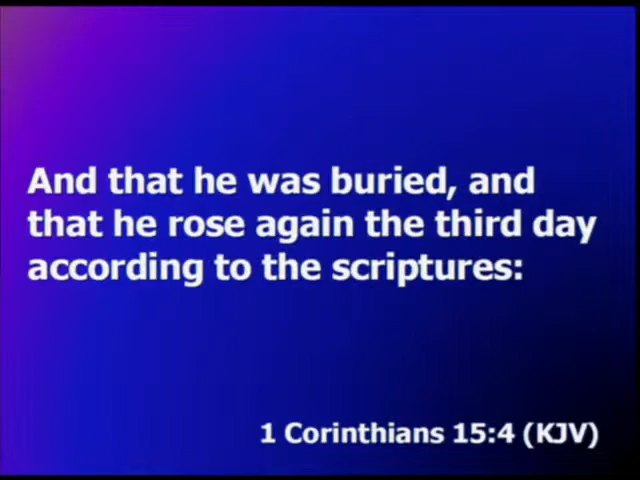 And that he was buried, and
that he rose again the third day
according to the scriptures:
1 Corinthians 15:4 (KJV)